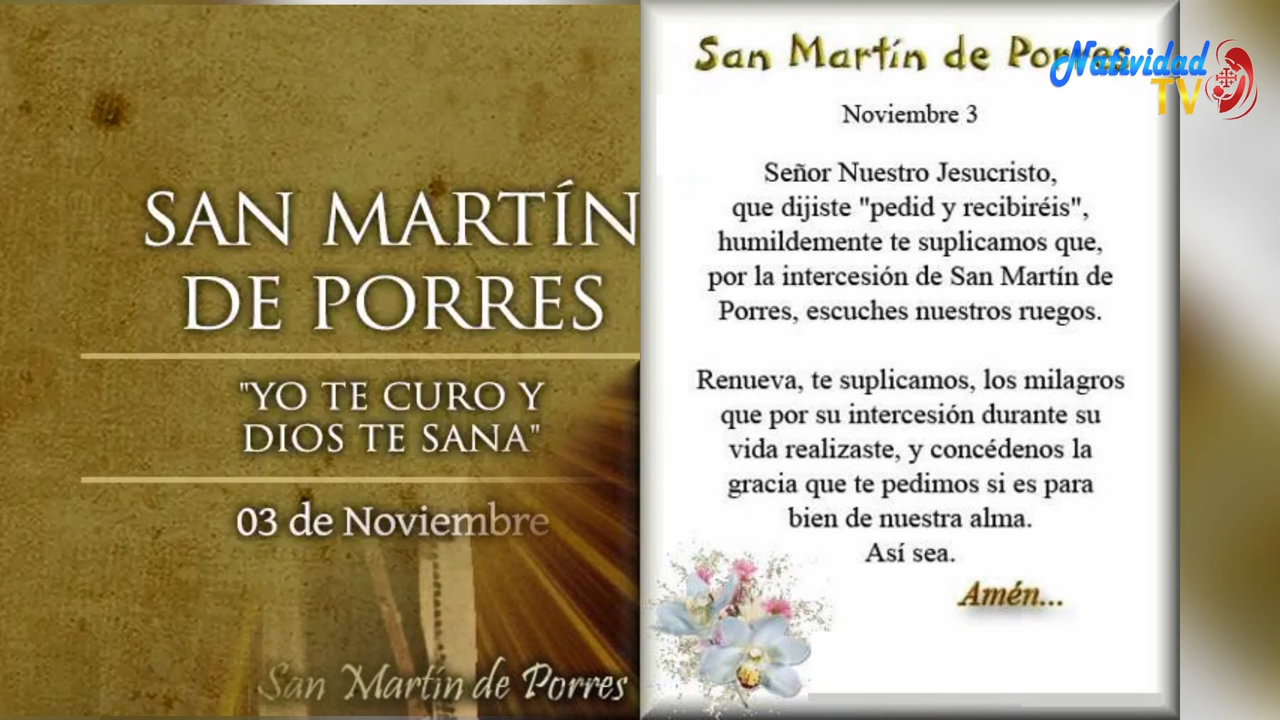 SAN MARTÍN
DE PORRES
"YO TE CURO Y
DIOS TE SANA"
03 de Noviembre
San Martín de Porres
San Martín de Porres
Natividad
TV
Noviembre 3
Señor Nuestro Jesucristo,
que dijiste "pedid y recibiréis",
humildemente te suplicamos que,
por la intercesión de San Martín de
Porres, escuches nuestros ruegos.
Renueva, te suplicamos, los milagros
que por su intercesión durante su
vida realizaste, y concédenos la
gracia que te pedimos si es para
bien de nuestra alma.
Así sea.
Amén...